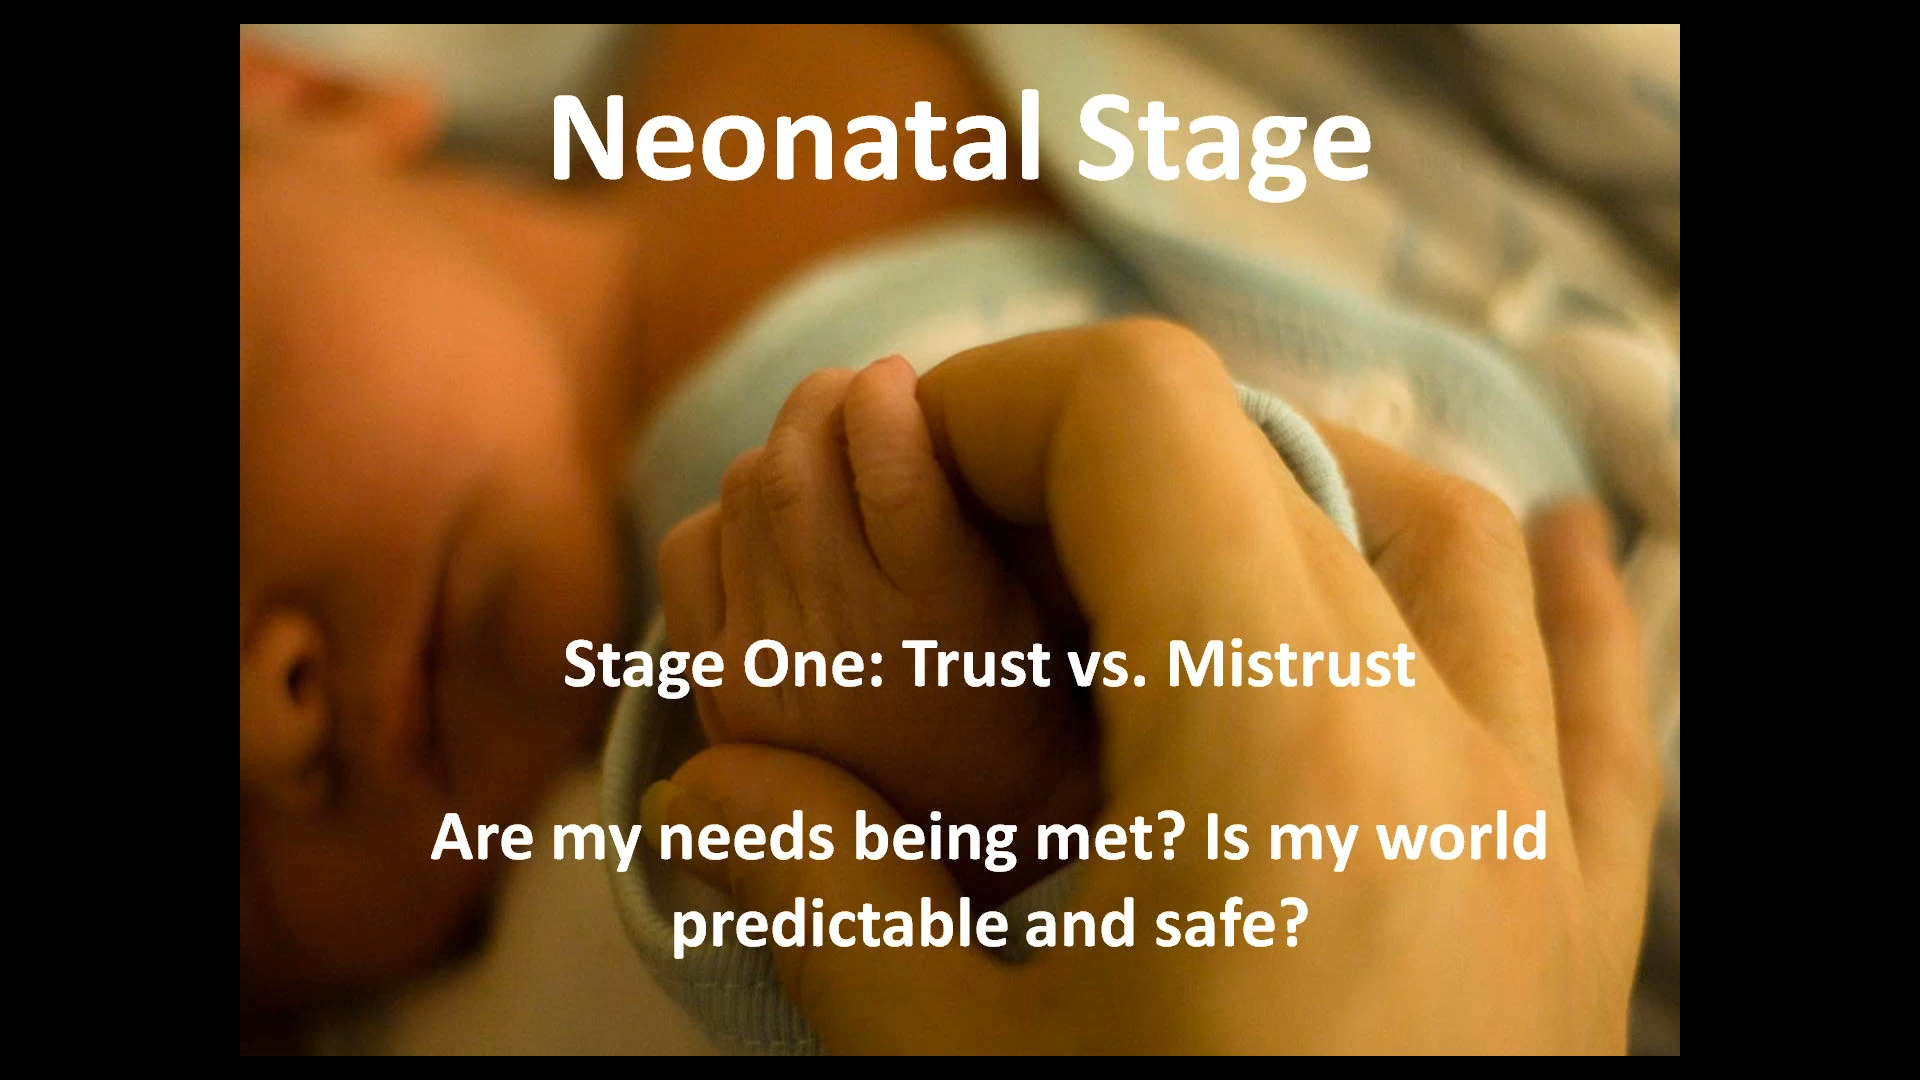 Neonatal Stage
Stage One: Trust vs. Mistrust
Are my needs being met? Is my world
predictable and safe?